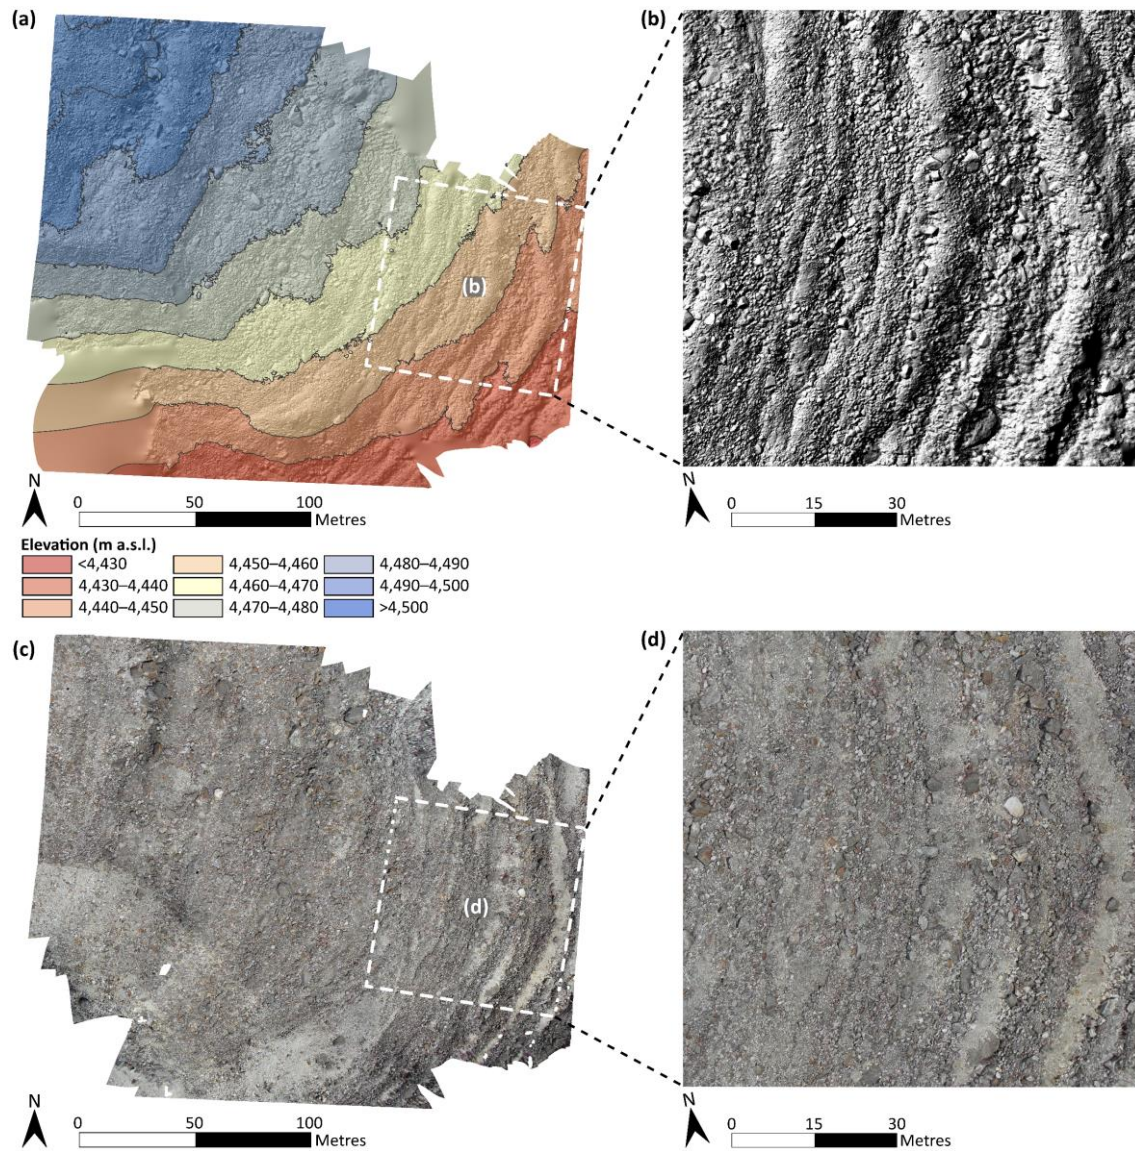 (a)
(b)
(b)
N
0 50 100
Metres
N
0 15 30
Metres
Elevation (m a.s.l.)
<4,430 4,450–4,460 4,480–4,490
4,430–4,440 4,460–4,470 4,490–4,500
4,440–4,450 4,470–4,480 >4,500
(c)
(d)
(d)
N
0 50 100
Metres
N
0 15 30
Metres